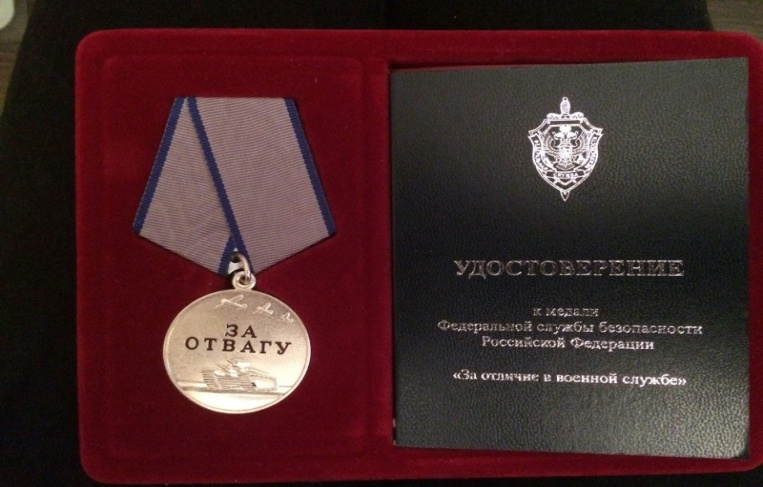 ЗА
ОТВАГУ
УДОСТОВЕРЕНИЕ
к медали
Федеральной службы безопасности
Российской Федерации
«За отличие в военной службе»